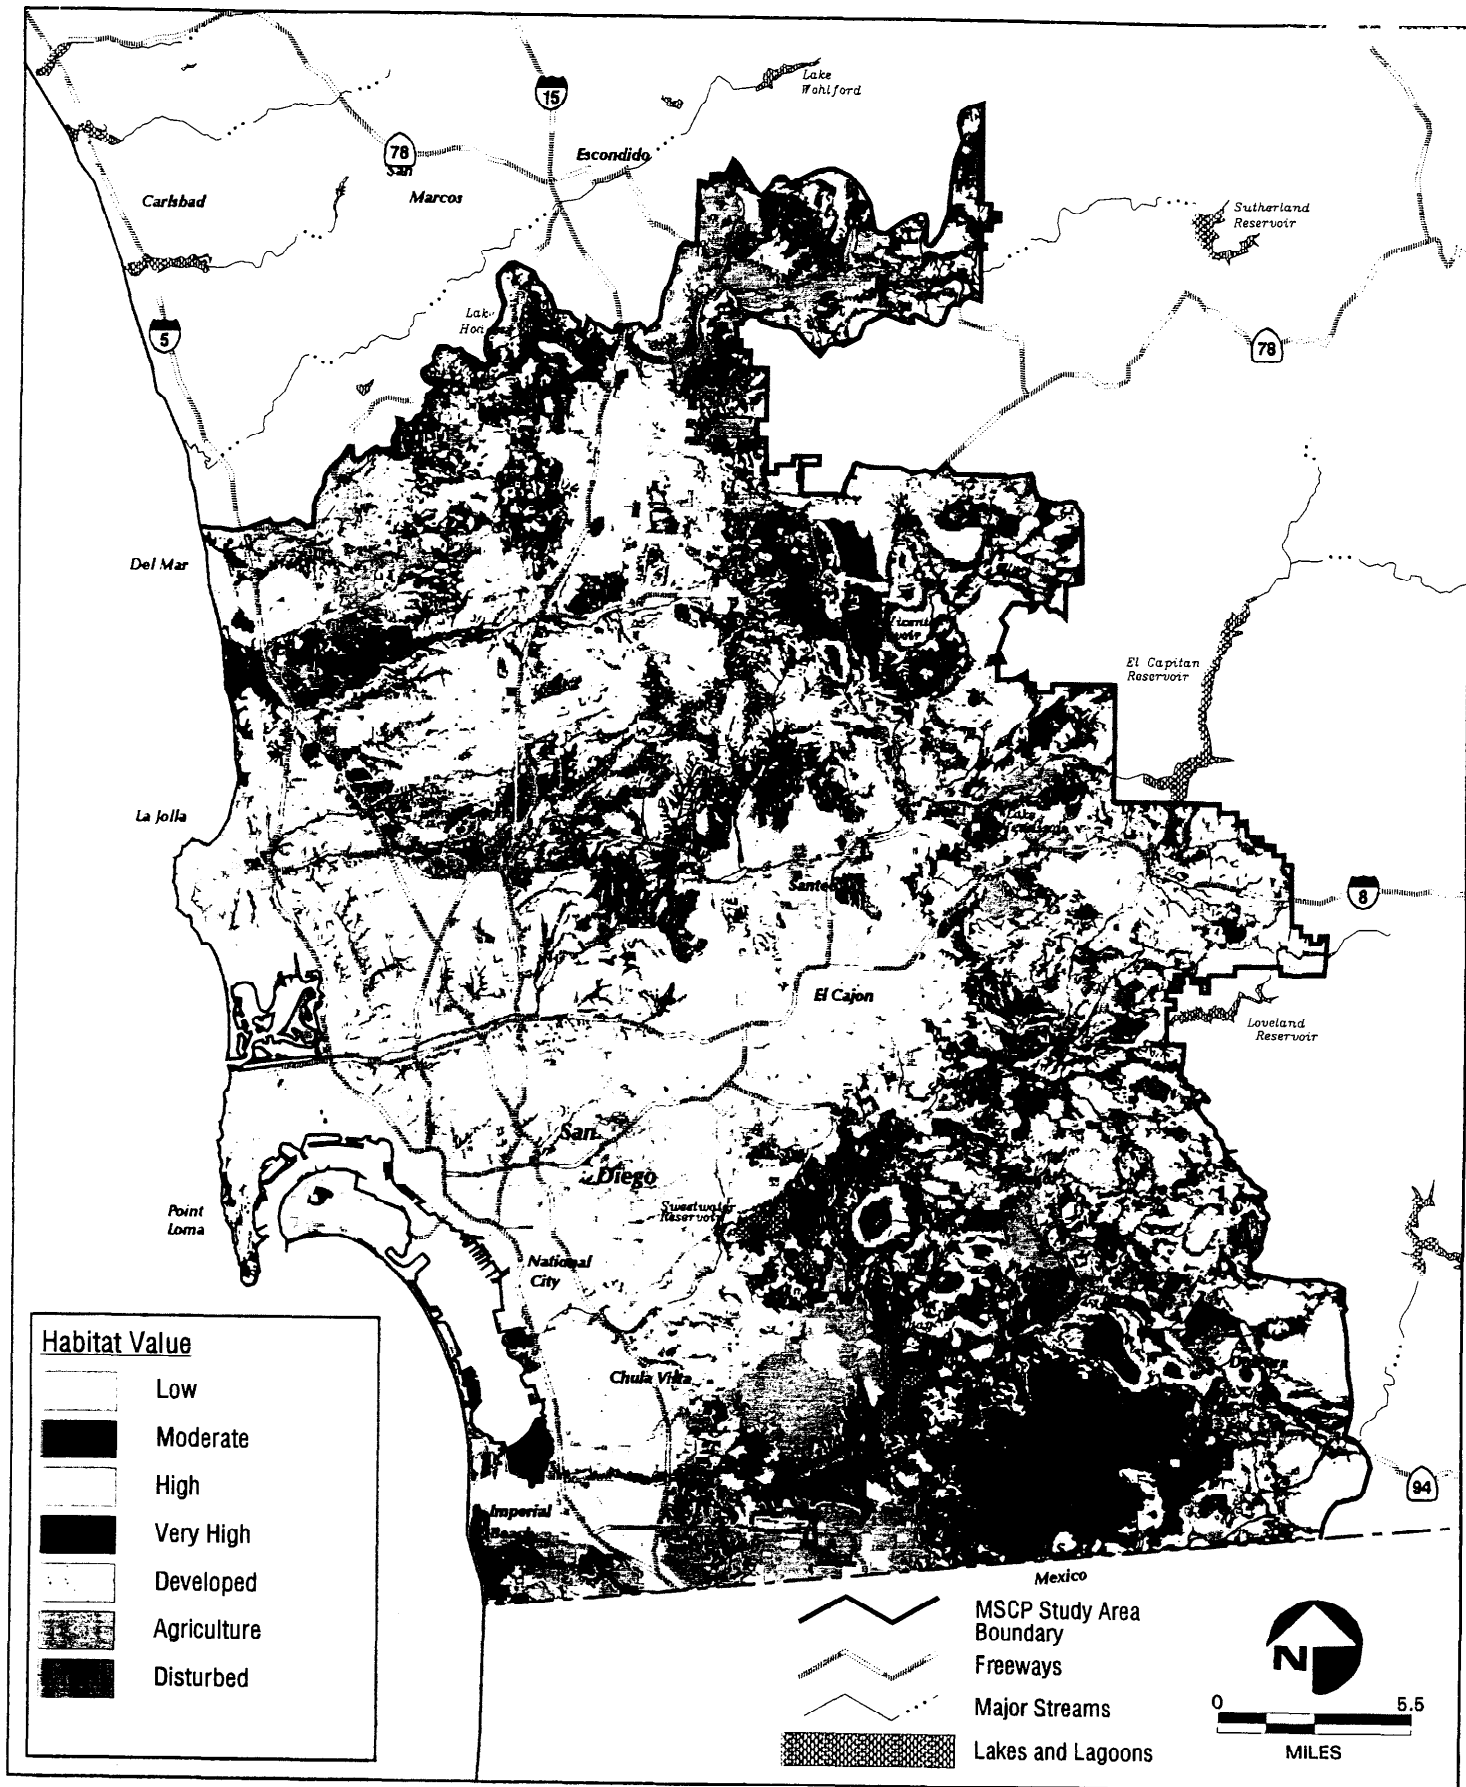 Lake
Wohlford
15
78
Escondido
San
Marcos
Carlsbad
Sutherland
Reservoir
5
78
Del Mar
El Capitan
Reservoir
La Jolla
Lake
Santee
8
El Cajon
Loveland
Reservoir
San
Diego
Sweetwater
Reservoir
Point
Loma
National
City
Chula Vista
94
Imperial
Mexico
Habitat Value
Low
Moderate
High
Very High
Developed
Agriculture
Disturbed
MSCP Study Area
Boundary
Freeways
Major Streams
Lakes and Lagoons
N
0 5.5
MILES